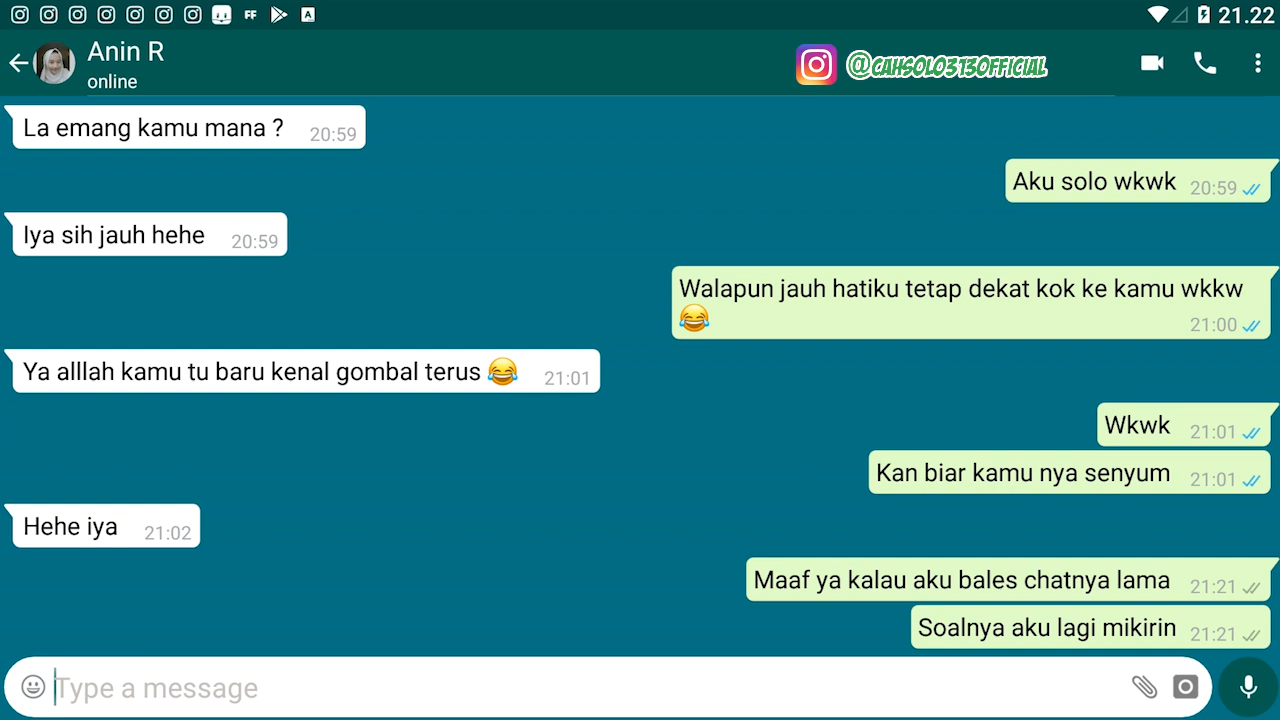 FF
A
21.22
Anin R
online
@CAHSOLO313OFFICIAL
La emang kamu mana ? 20:59
Aku solo wkwk 20:59
Iya sih jauh hehe 20:59
Walapun jauh hatiku tetap dekat kok ke kamu wkkw
😂 21:00
Ya alllah kamu tu baru kenal gombal terus 😂 21:01
Wkwk 21:01
Kan biar kamu nya senyum 21:01
Hehe iya 21:02
Maaf ya kalau aku bales chatnya lama 21:21
Soalnya aku lagi mikirin 21:21
Type a message